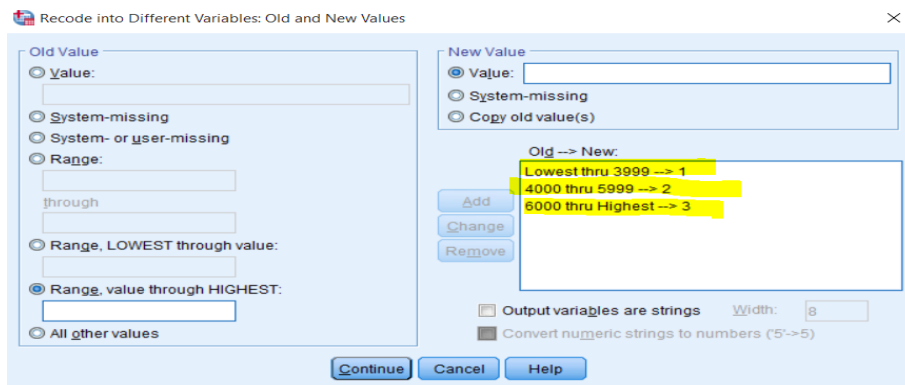 Recode into Different Variables: Old and New Values
Old Value
Value:
System-missing
System- or user-missing
Range:
through
Range, LOWEST through value:
Range, value through HIGHEST:
All other values
New Value
Value:
System-missing
Copy old value(s)
Old --> New:
Lowest thru 3999 --> 1
4000 thru 5999 --> 2
6000 thru Highest --> 3
Add
Change
Remove
Output variables are strings Width: 8
Convert numeric strings to numbers ('5'->5)
Continue Cancel Help